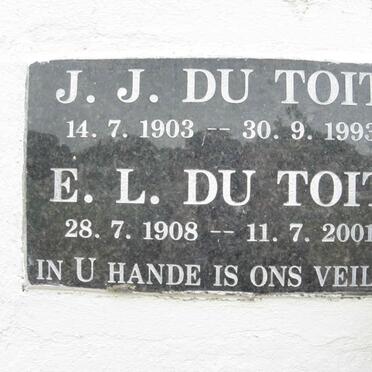 J. J. DU TOIT
14. 7. 1903 -- 30. 9. 1993
E. L. DU TOIT
28. 7. 1908 -- 11. 7. 2001
IN U HANDE IS ONS VEIL